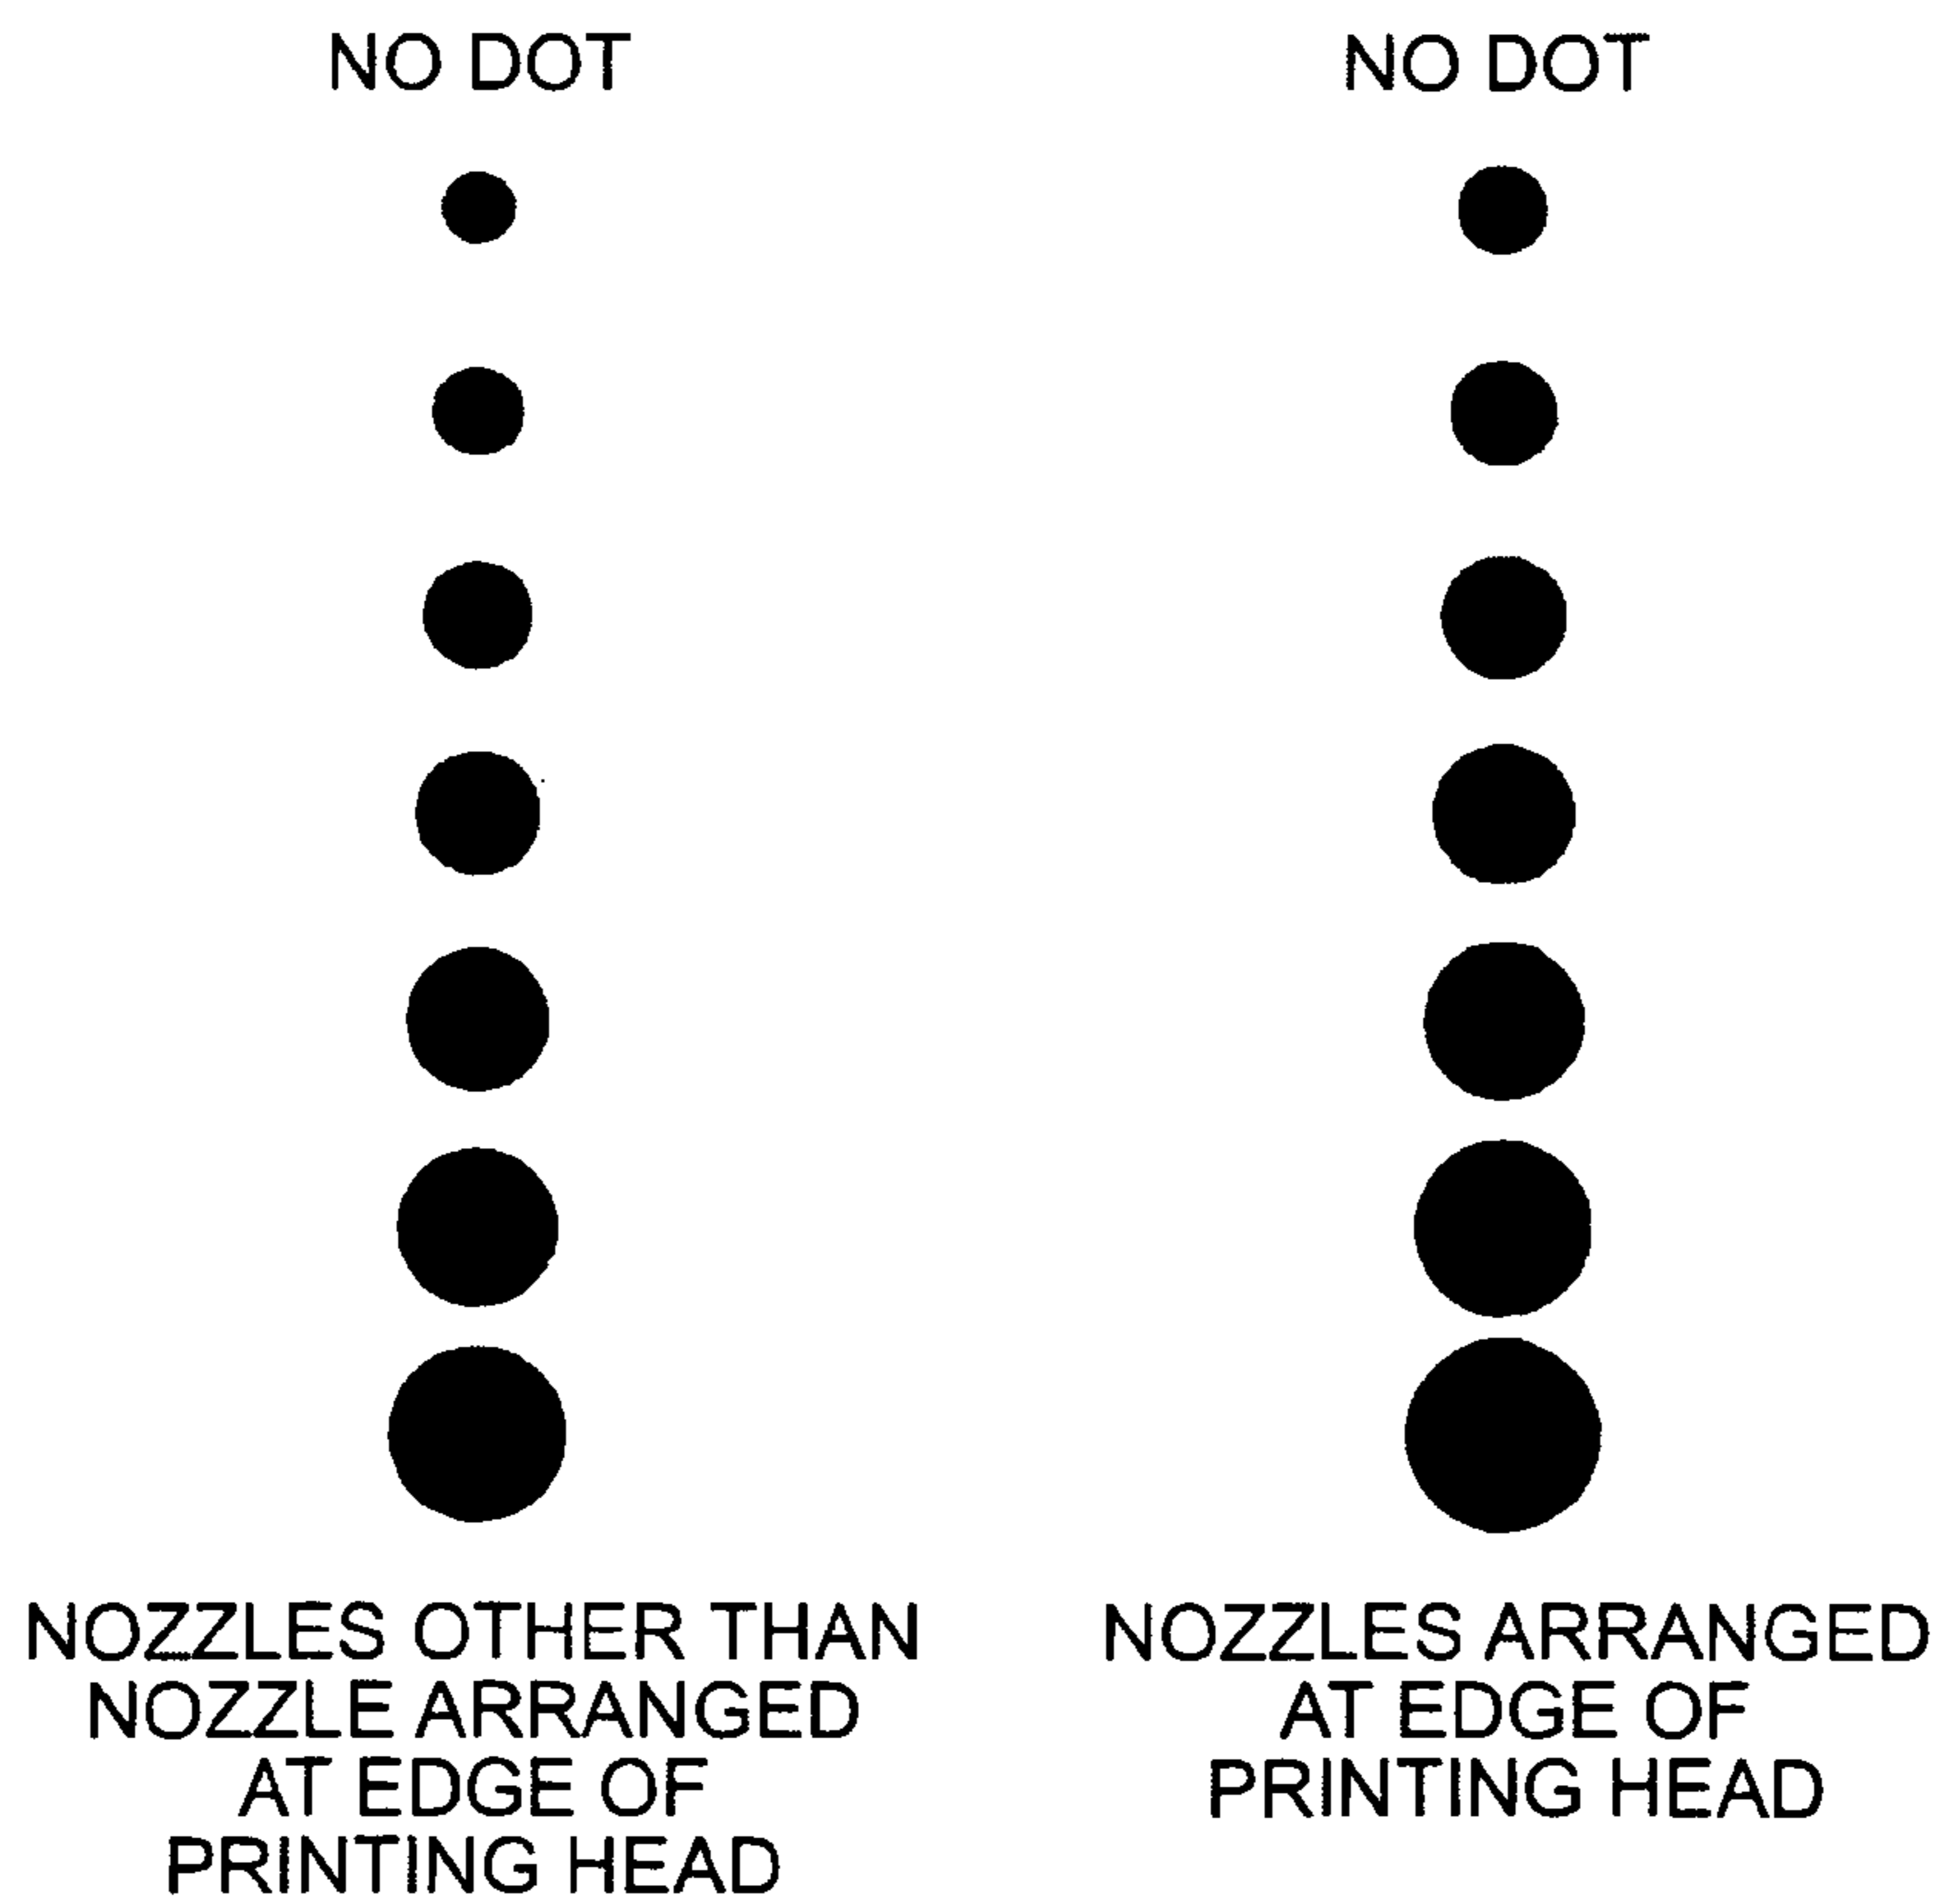 NO DOT
NO DOT
NOZZLES OTHER THAN
NOZZLE ARRANGED
AT EDGE OF
PRINTING HEAD
NOZZLES ARRANGED
AT EDGE OF
PRINTING HEAD